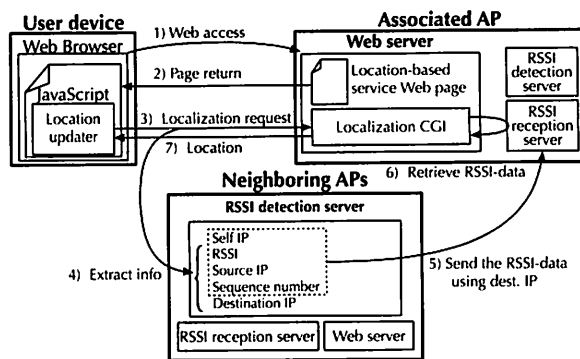 User device
Web Browser
JavaScript
Location
updater
1) Web access
2) Page return
3) Localization request
7) Location
Associated AP
Web server
Location-based
service Web page
Localization CGI
RSSI
detection
server
RSSI
reception
server
6) Retrieve RSSI-data
Neighboring APs
RSSI detection server
Self IP
RSSI
Source IP
Sequence number
Destination IP
4) Extract info
5) Send the RSSI-data
using dest. IP
RSSI reception server
Web server